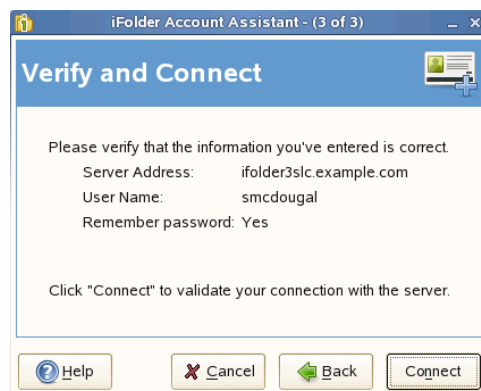 iFolder Account Assistant - (3 of 3)
Verify and Connect
Please verify that the information you've entered is correct.
Server Address: ifolder3slc.example.com
User Name: smcdougal
Remember password: Yes
Click "Connect" to validate your connection with the server.
Help Cancel Back Connect